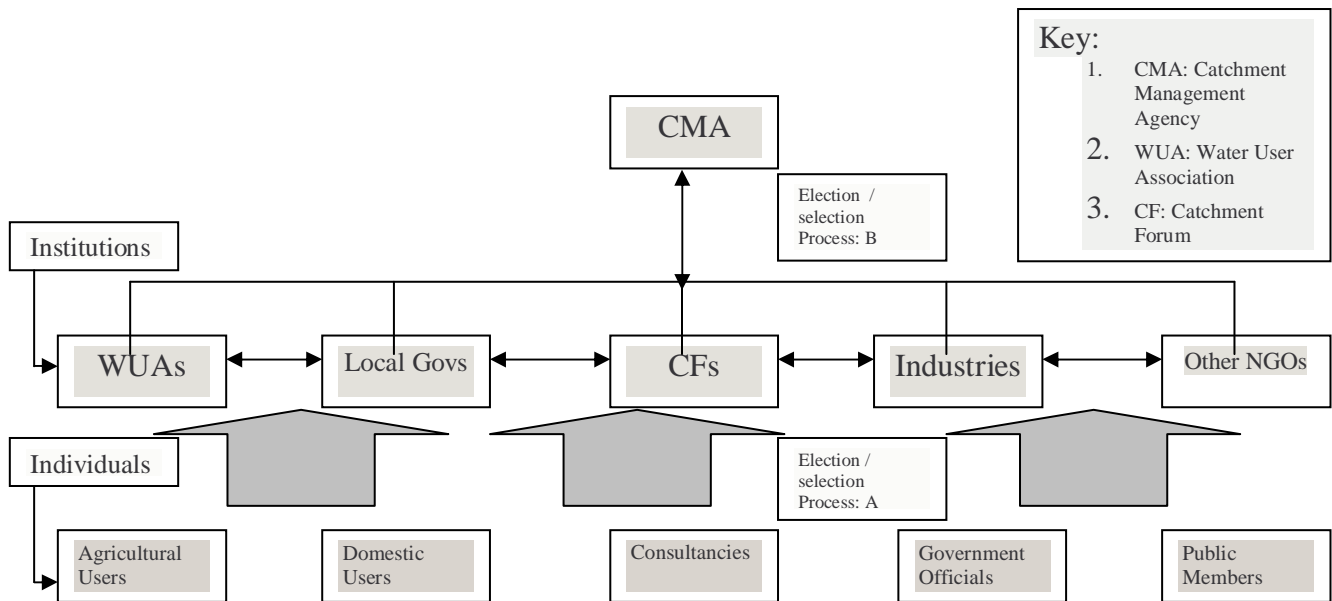 Key:
1. CMA: Catchment
Management
Agency
2. WUA: Water User
Association
3. CF: Catchment
Forum
CMA
Election /
selection
Process: B
Institutions
WUAs
Local Govs
CFs
Industries
Other NGOs
Individuals
Election /
selection
Process: A
Agricultural
Users
Domestic
Users
Consultancies
Government
Officials
Public
Members